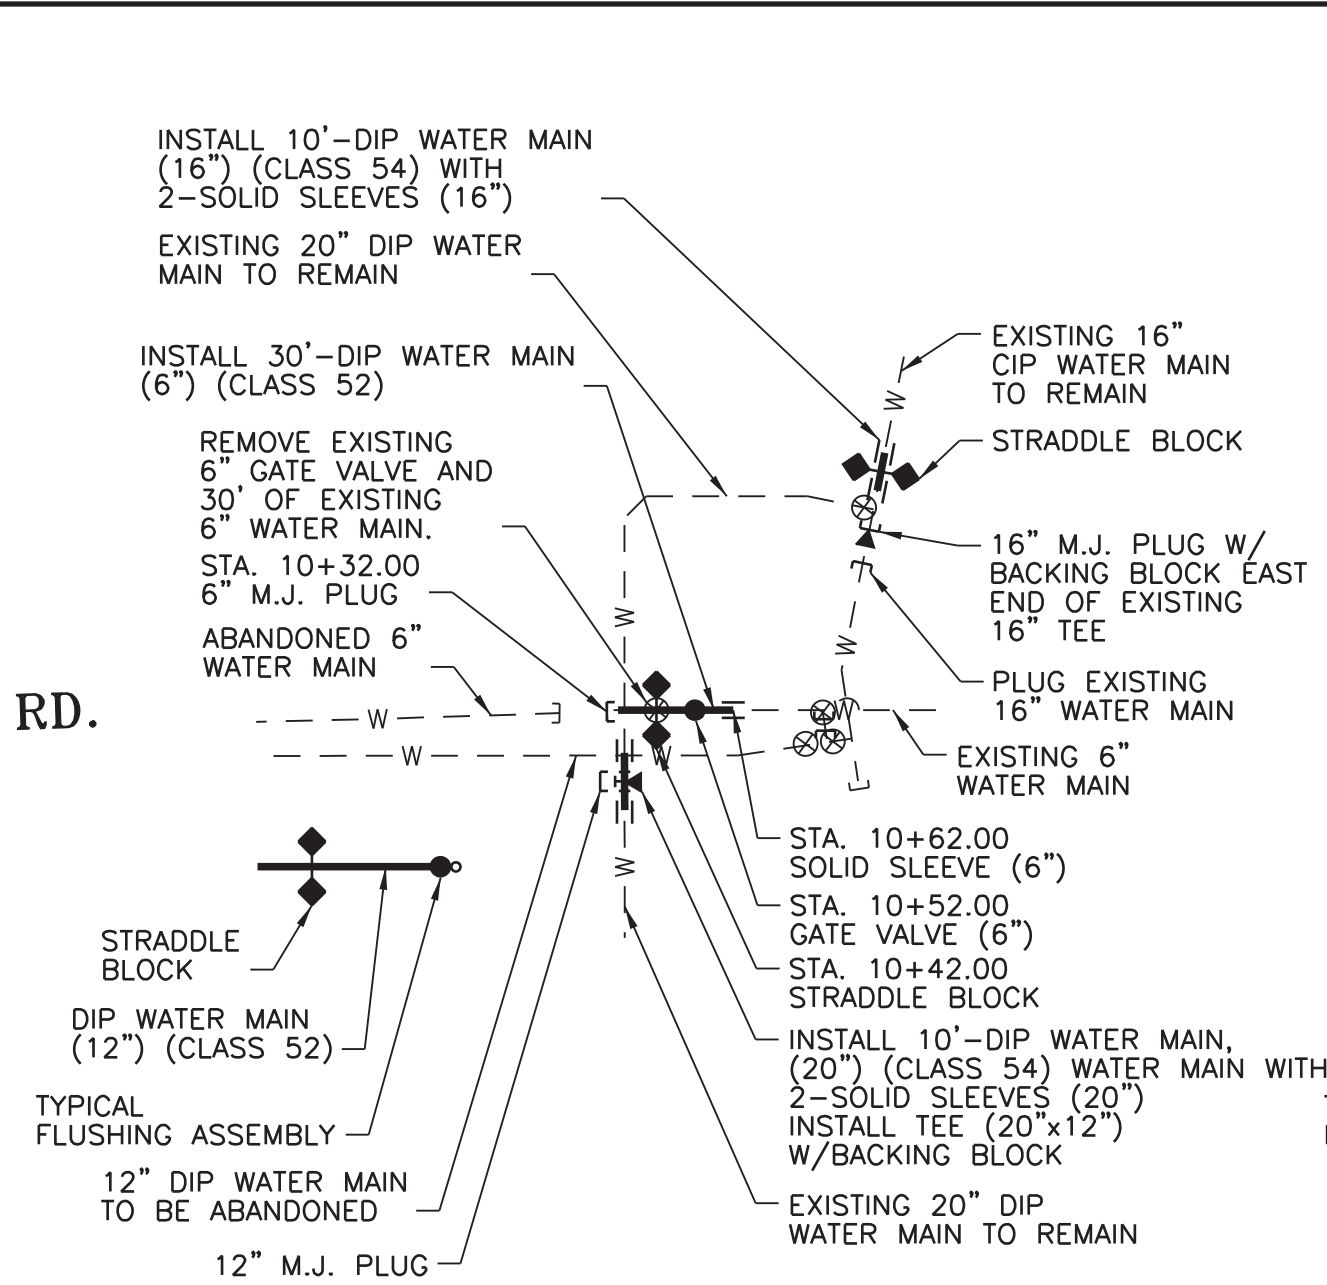 INSTALL 10'-DIP WATER MAIN
(16") (CLASS 54) WITH
2-SOLID SLEEVES (16")
EXISTING 20" DIP WATER
MAIN TO REMAIN
INSTALL 30'-DIP WATER MAIN
(6") (CLASS 52)
REMOVE EXISTING
6" GATE VALVE AND
30' OF EXISTING
6" WATER MAIN.
STA. 10+32.00
6" M.J. PLUG
ABANDONED 6"
WATER MAIN
RD.
EXISTING 16"
CIP WATER MAIN
TO REMAIN
STRADDLE BLOCK
16" M.J. PLUG W/
BACKING BLOCK EAST
END OF EXISTING
16" TEE
PLUG EXISTING
16" WATER MAIN
EXISTING 6"
WATER MAIN
W
W
W
W
W
W
W
W
STA. 10+62.00
SOLID SLEEVE (6")
STA. 10+52.00
GATE VALVE (6")
STA. 10+42.00
STRADDLE BLOCK
INSTALL 10'-DIP WATER MAIN,
(20") (CLASS 54) WATER MAIN WITH
2-SOLID SLEEVES (20")
INSTALL TEE (20"x12")
W/BACKING BLOCK
EXISTING 20" DIP
WATER MAIN TO REMAIN
STRADDLE
BLOCK
DIP WATER MAIN
(12") (CLASS 52)
TYPICAL
FLUSHING ASSEMBLY
12" DIP WATER MAIN
TO BE ABANDONED
12" M.J. PLUG